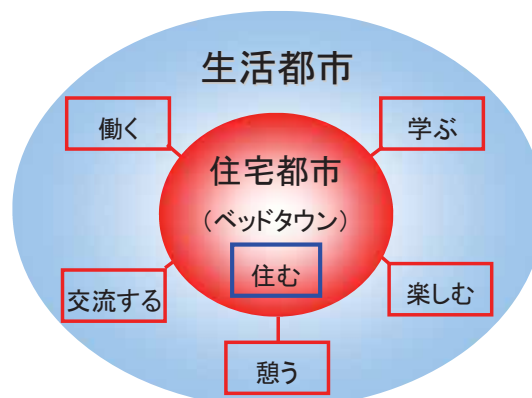 生活都市
働く
学ぶ
住宅都市
（ベッドタウン）
住む
交流する
楽しむ
憩う